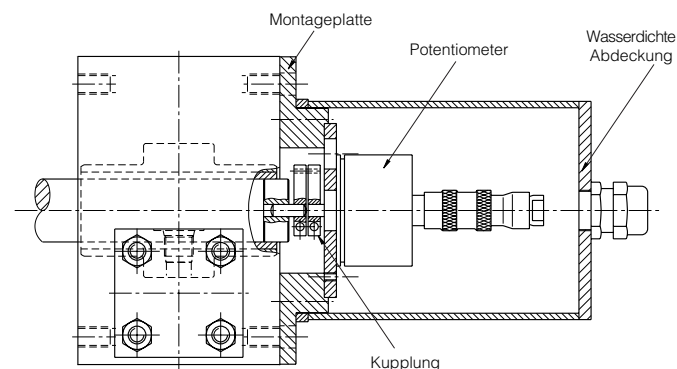 Montageplatte
Potentiometer
Wasserdichte
Abdeckung
Kupplung